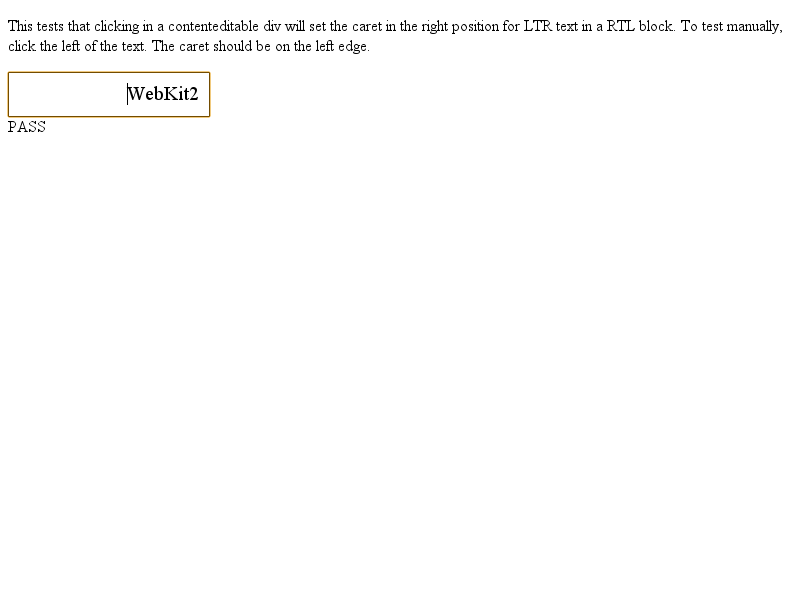 This tests that clicking in a contenteditable div will set the caret in the right position for LTR text in a RTL block. To test manually,
click the left of the text. The caret should be on the left edge.
WebKit2
PASS